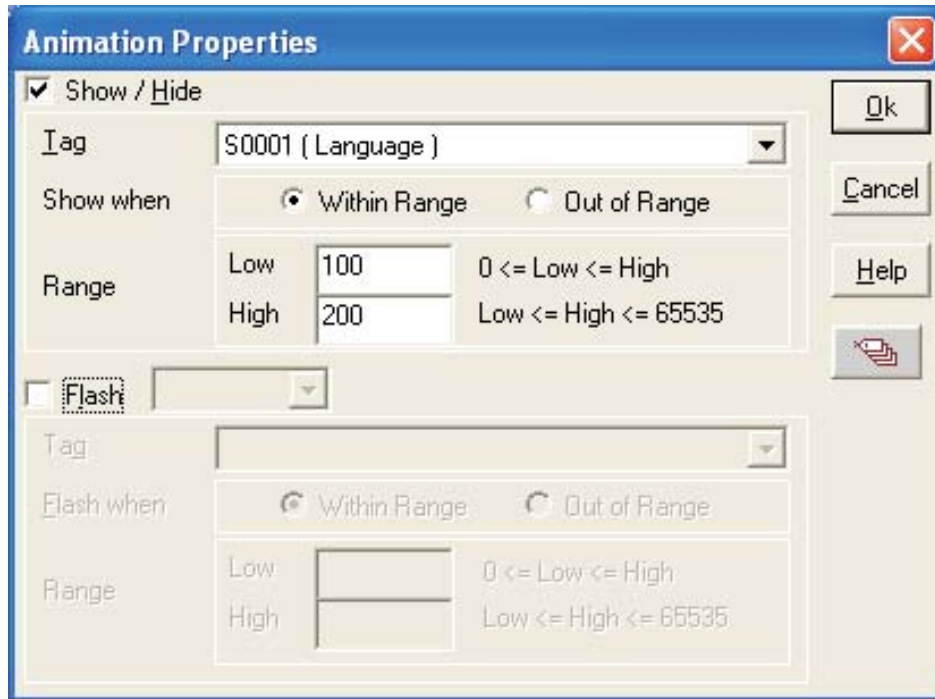 Animation Properties
Show / Hide
Ok
Tag
S0001 ( Language )
Show when
Within Range
Out of Range
Cancel
Range
Low
100
0 <= Low <= High
Help
High
200
Low <= High <= 65535
Flash
Tag
Flash when
Within Range
Out of Range
Range
Low
0 <= Low <= High
High
Low <= High <= 65535